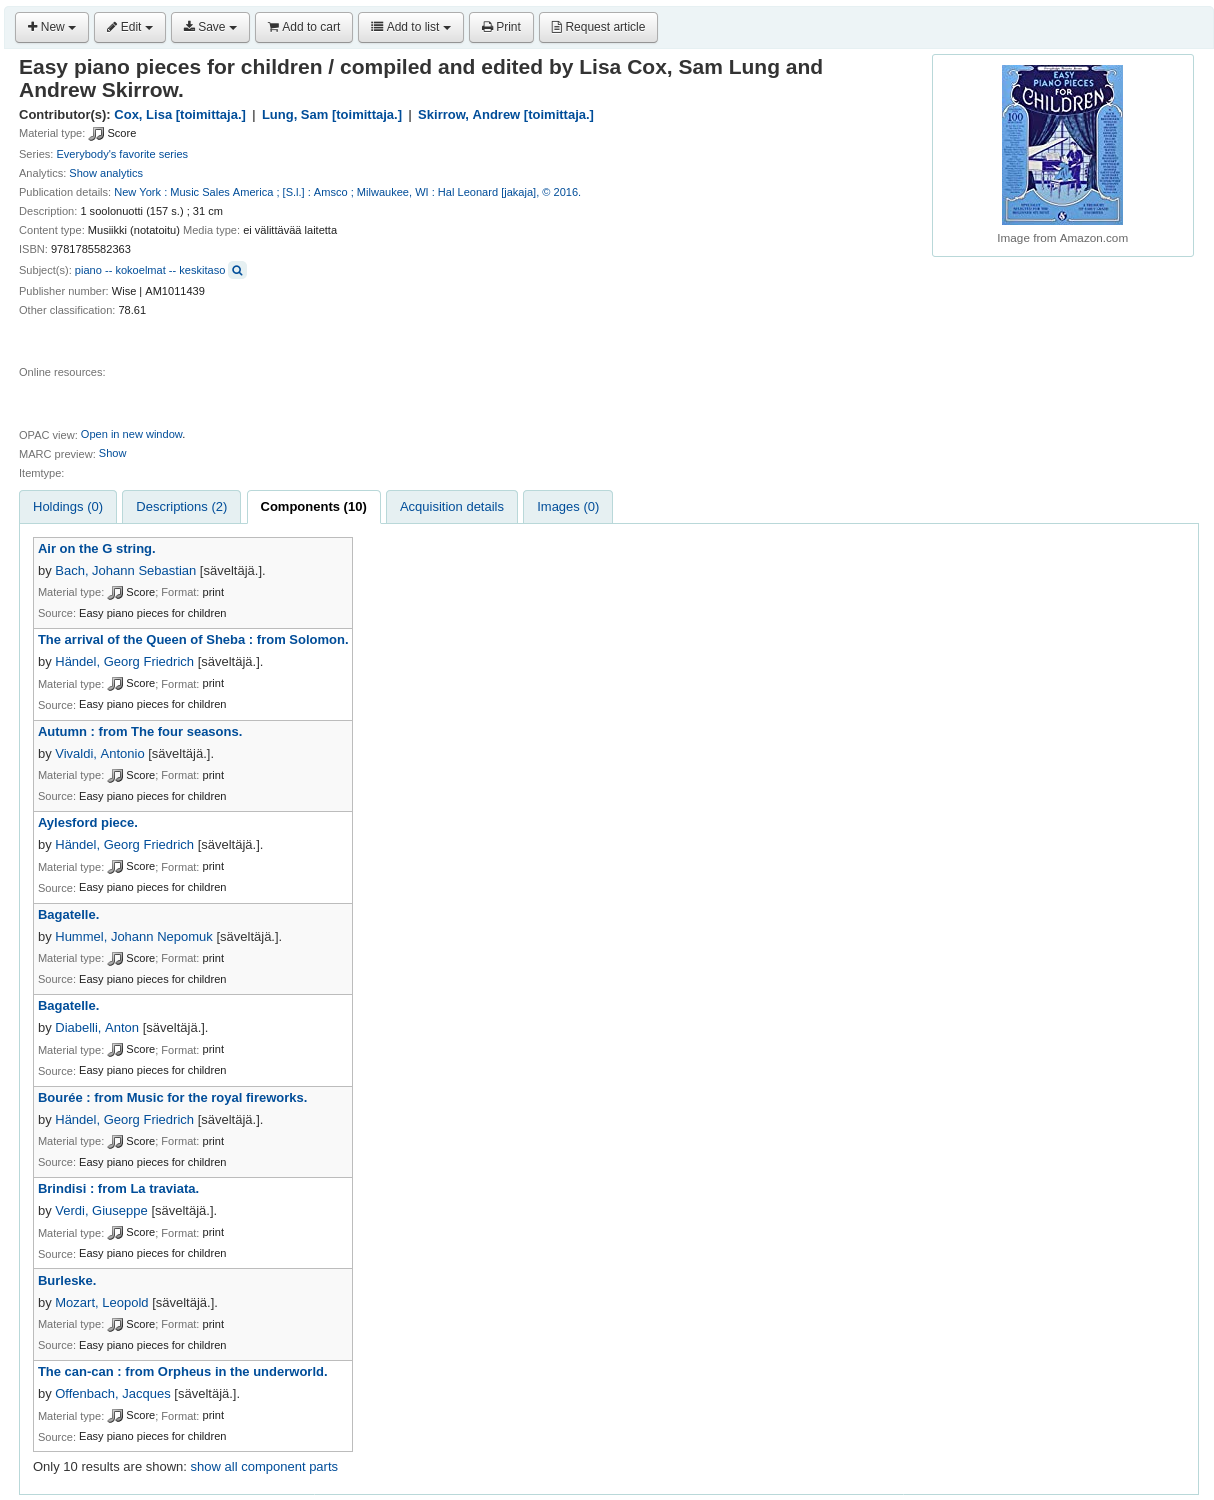 New Edit Save Add to cart Add to list Print Request article
Easy piano pieces for children / compiled and edited by Lisa Cox, Sam Lung and
Andrew Skirrow.
Contributor(s): Cox, Lisa [toimittaja.] | Lung, Sam [toimittaja.] | Skirrow, Andrew [toimittaja.]
Material type: Score
Series: Everybody's favorite series
Analytics: Show analytics
Publication details: New York : Music Sales America ; [S.l.] : Amsco ; Milwaukee, WI : Hal Leonard [jakaja], © 2016.
Description: 1 soolonuotti (157 s.) ; 31 cm
Content type: Musiikki (notatoitu) Media type: ei välittävää laitetta
ISBN: 9781785582363
Subject(s): piano -- kokoelmat -- keskitaso
Publisher number: Wise | AM1011439
Other classification: 78.61
EASY
PIANO PIECES
FOR
CHILDREN
100
Image from Amazon.com
Online resources:
OPAC view: Open in new window.
MARC preview: Show
Itemtype:
Holdings (0) Descriptions (2) Components (10) Acquisition details Images (0)
Air on the G string.
by Bach, Johann Sebastian [säveltäjä.].
Material type: Score; Format: print
Source: Easy piano pieces for children
The arrival of the Queen of Sheba : from Solomon.
by Händel, Georg Friedrich [säveltäjä.].
Material type: Score; Format: print
Source: Easy piano pieces for children
Autumn : from The four seasons.
by Vivaldi, Antonio [säveltäjä.].
Material type: Score; Format: print
Source: Easy piano pieces for children
Aylesford piece.
by Händel, Georg Friedrich [säveltäjä.].
Material type: Score; Format: print
Source: Easy piano pieces for children
Bagatelle.
by Hummel, Johann Nepomuk [säveltäjä.].
Material type: Score; Format: print
Source: Easy piano pieces for children
Bagatelle.
by Diabelli, Anton [säveltäjä.].
Material type: Score; Format: print
Source: Easy piano pieces for children
Bourée : from Music for the royal fireworks.
by Händel, Georg Friedrich [säveltäjä.].
Material type: Score; Format: print
Source: Easy piano pieces for children
Brindisi : from La traviata.
by Verdi, Giuseppe [säveltäjä.].
Material type: Score; Format: print
Source: Easy piano pieces for children
Burleske.
by Mozart, Leopold [säveltäjä.].
Material type: Score; Format: print
Source: Easy piano pieces for children
The can-can : from Orpheus in the underworld.
by Offenbach, Jacques [säveltäjä.].
Material type: Score; Format: print
Source: Easy piano pieces for children
Only 10 results are shown: show all component parts